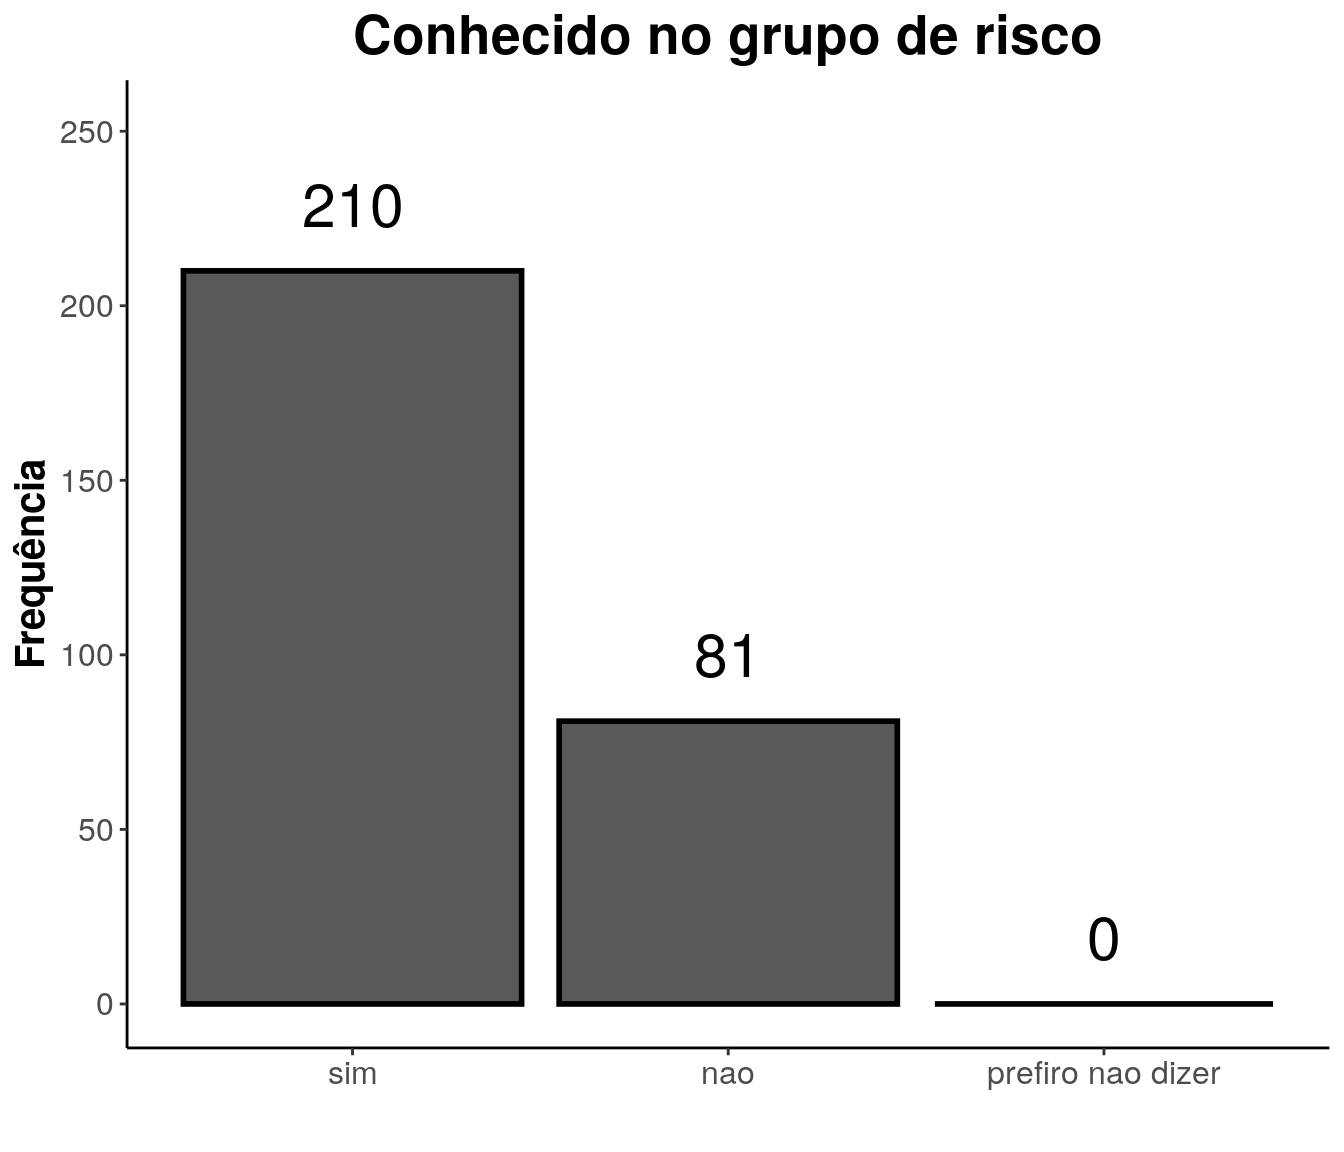 Conhecido no grupo de risco
Frequência
250
200
150
100
50
0
210
81
0
sim
nao
prefiro nao dizer